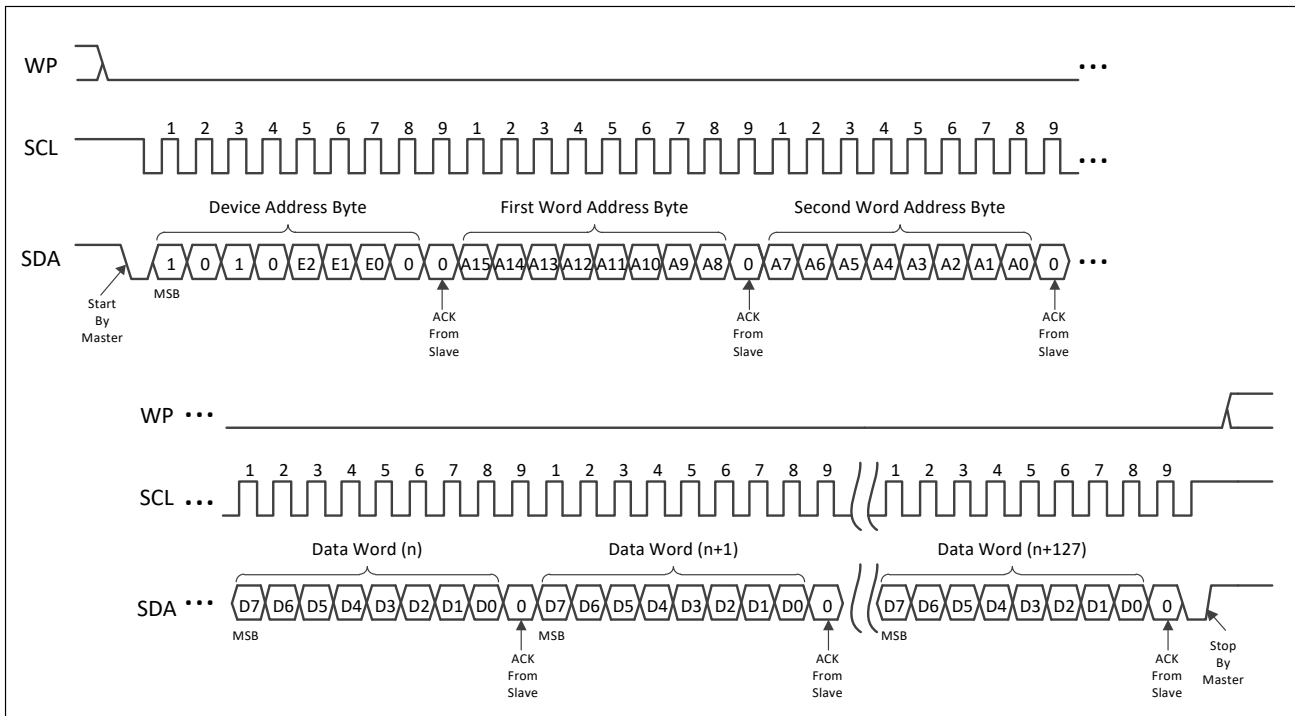 WP ...
1 2 3 4 5 6 7 8 9 1 2 3 4 5 6 7 8 9 1 2 3 4 5 6 7 8 9
SCL ...
Device Address Byte First Word Address Byte Second Word Address Byte
SDA 1 0 1 0 E2 E1 E0 0 0 A15 A14 A13 A12 A11 A10 A9 A8 0 A7 A6 A5 A4 A3 A2 A1 A0 0 ...
MSB
Start
By
Master
ACK
From
Slave
ACK
From
Slave
ACK
From
Slave
WP ...
1 2 3 4 5 6 7 8 9 1 2 3 4 5 6 7 8 9 1 2 3 4 5 6 7 8 9
SCL ...
Data Word (n) Data Word (n+1) Data Word (n+127)
SDA ... D7 D6 D5 D4 D3 D2 D1 D0 0 D7 D6 D5 D4 D3 D2 D1 D0 0 D7 D6 D5 D4 D3 D2 D1 D0 0
MSB MSB MSB
ACK
From
Slave
ACK
From
Slave
ACK
From
Slave
Stop
By
Master